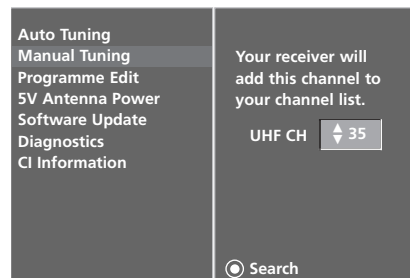 Auto Tuning
Manual Tuning
Programme Edit
5V Antenna Power
Software Update
Diagnostics
CI Information
Your receiver will
add this channel to
your channel list.
UHF CH 35
Search